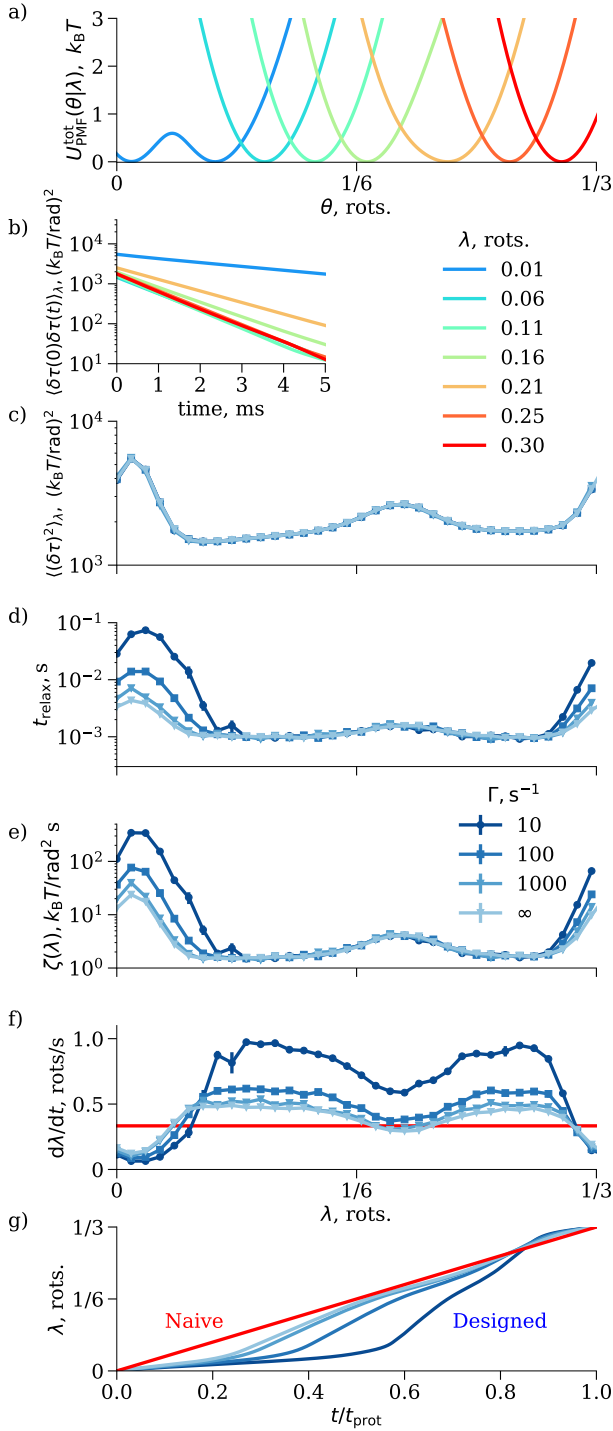 a)
U_PMF^tot(θ|λ), k_BT
3
2
1
0
0
1/6
1/3
θ, rots.
b)
⟨δτ(0)δτ(t)⟩_λ, (k_BT/rad)^2
10^4
10^3
10^2
10^1
0 1 2 3 4 5
time, ms
λ, rots.
0.01
0.06
0.11
0.16
0.21
0.25
0.30
c)
⟨(δτ)^2⟩_λ, (k_BT/rad)^2
10^4
10^3
d)
t_relax, s
10^−1
10^−2
10^−3
e)
ζ(λ), k_BT/rad^2 s
10^2
10^1
10^0
Γ, s^−1
10
100
1000
∞
f)
dλ/dt, rots/s
1.0
0.5
0
0
1/6
1/3
λ, rots.
g)
λ, rots.
1/3
1/6
0
Naive
Designed
0.0 0.2 0.4 0.6 0.8 1.0
t/t_prot